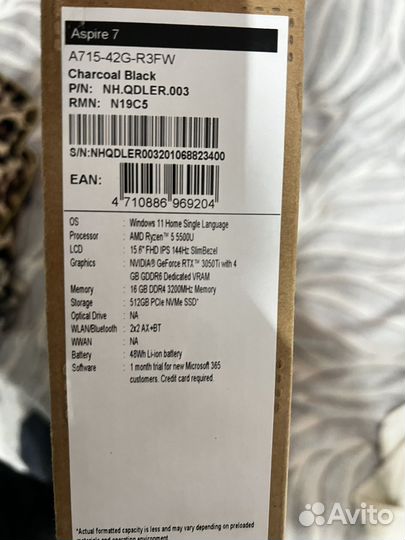 Aspire 7
A715-42G-R3FW
Charcoal Black
P/N: NH.QDLER.003
RMN: N19C5
S/N:NHQDLER003201068823400
EAN:
4 710886 969204
OS : Windows 11 Home Single Language
Processor : AMD Ryzen™ 5 5500U
LCD : 15.6" FHD IPS 144Hz SlimBezel
Graphics : NVIDIA® GeForce RTX™ 3050Ti with 4
GB GDDR6 Dedicated VRAM
Memory : 16 GB DDR4 3200MHz Memory
Storage : 512GB PCIe NVMe SSD*
Optical Drive : NA
WLAN/Bluetooth : 2x2 AX+BT
WWAN : NA
Battery : 48Wh Li-ion battery
Software : 1 month trial for new Microsoft 365
customers. Credit card required.
*Actual formatted capacity is less and may vary depending on preloaded
materials and operating environment.
Avito